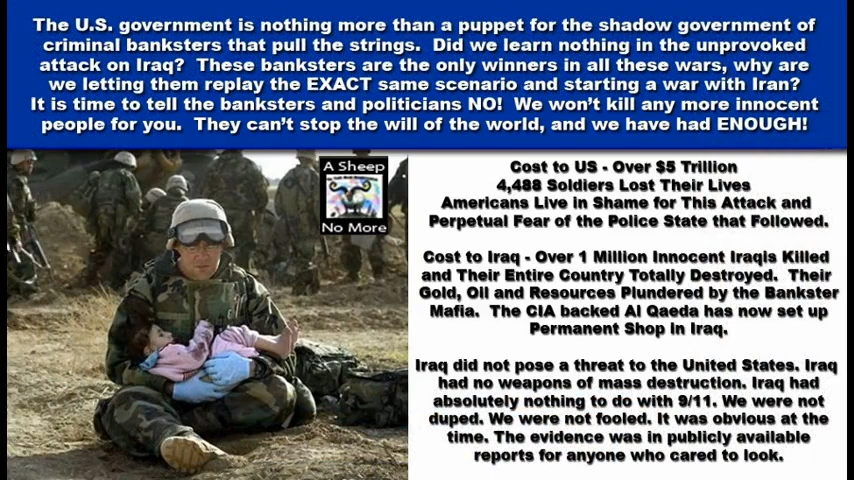 The U.S. government is nothing more than a puppet for the shadow government of
criminal banksters that pull the strings.  Did we learn nothing in the unprovoked
attack on Iraq?  These banksters are the only winners in all these wars, why are
we letting them replay the EXACT same scenario and starting a war with Iran?
It is time to tell the banksters and politicians NO!  We won't kill any more innocent
people for you.  They can't stop the will of the world, and we have had ENOUGH!
A Sheep
No More
Cost to US - Over $5 Trillion
4,488 Soldiers Lost Their Lives
Americans Live in Shame for This Attack and
Perpetual Fear of the Police State that Followed.
Cost to Iraq - Over 1 Million Innocent Iraqis Killed
and Their Entire Country Totally Destroyed.  Their
Gold, Oil and Resources Plundered by the Bankster
Mafia.  The CIA backed Al Qaeda has now set up
Permanent Shop in Iraq.
Iraq did not pose a threat to the United States. Iraq
had no weapons of mass destruction. Iraq had
absolutely nothing to do with 9/11. We were not
duped. We were not fooled. It was obvious at the
time. The evidence was in publicly available
reports for anyone who cared to look.